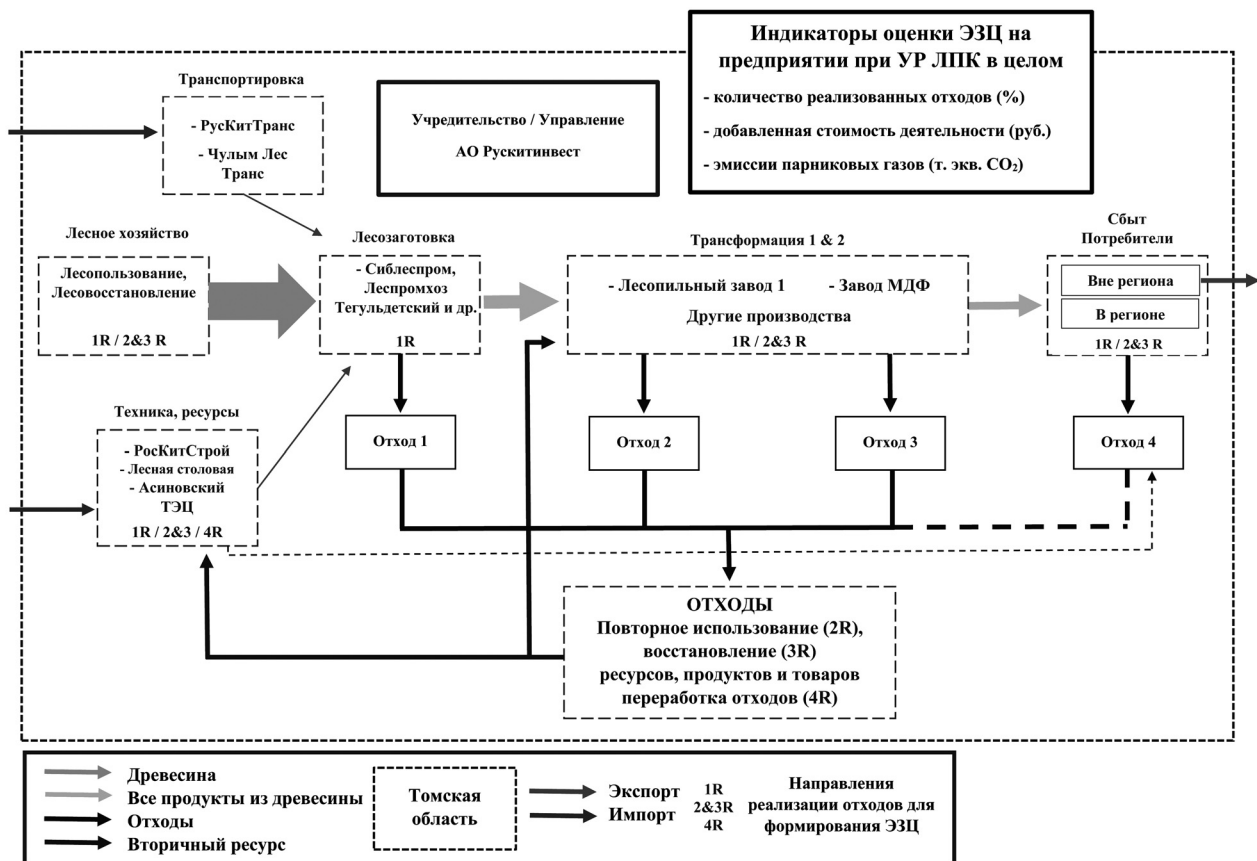 Индикаторы оценки ЭЗЦ на
предприятии при УР ЛПК в целом
- количество реализованных отходов (%)
- добавленная стоимость деятельности (руб.)
- эмиссии парниковых газов (т. экв. CO₂)
Транспортировка
- РусКитТранс
- Чулым Лес
Транс
Учредительство / Управление
АО Рускитинвест
Лесное хозяйство
Лесопользование,
Лесовосстановление
1R / 2&3 R
Лесозаготовка
- Сиблеспром,
Леспромхоз
Тегульдетский и др.
1R
Трансформация 1 & 2
- Лесопильный завод 1
- Завод МДФ
Другие производства
1R / 2&3 R
Сбыт
Потребители
Вне региона
В регионе
1R / 2&3 R
Техника, ресурсы
- РосКитСтрой
- Лесная столовая
- Асиновский
ТЭЦ
1R / 2&3 / 4R
Отход 1
Отход 2
Отход 3
Отход 4
ОТХОДЫ
Повторное использование (2R),
восстановление (3R)
ресурсов, продуктов и товаров
переработка отходов (4R)
Древесина
Все продукты из древесины
Отходы
Вторичный ресурс
Томская
область
Экспорт
Импорт
1R
2&3R
4R
Направления
реализации отходов для
формирования ЭЗЦ